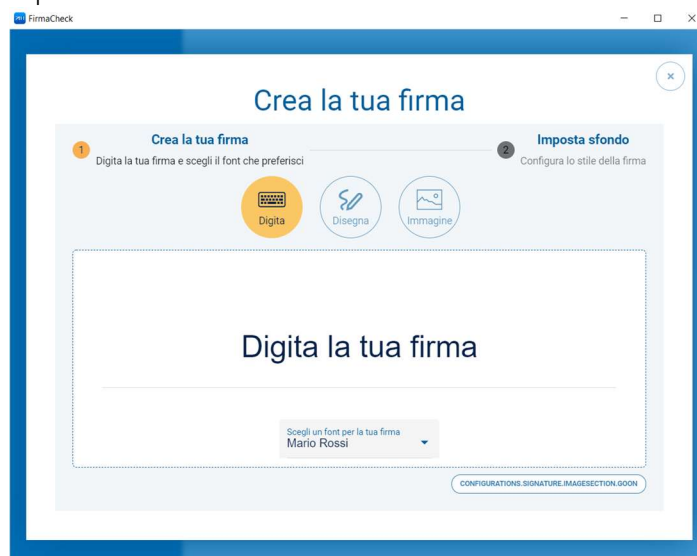 FirmaCheck
Crea la tua firma
1
Crea la tua firma
Digita la tua firma e scegli il font che preferisci
2
Imposta sfondo
Configura lo stile della firma
Digita
Disegna
Immagine
Digita la tua firma
Scegli un font per la tua firma
Mario Rossi
CONFIGURATIONS.SIGNATURE.IMAGESECTION.GOON